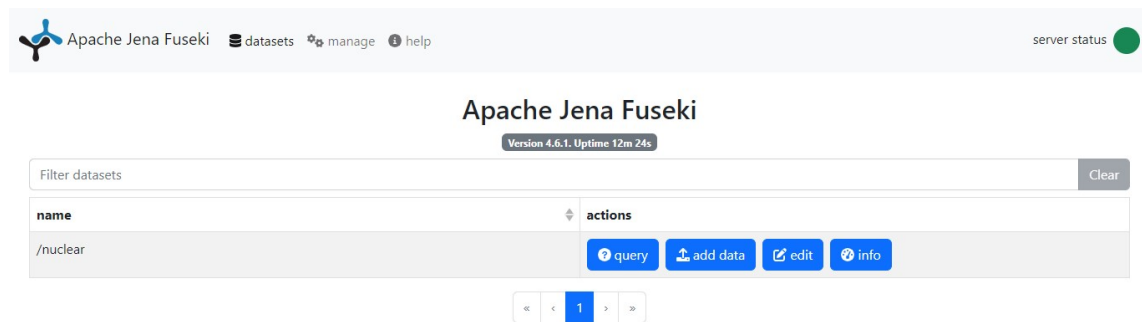 Apache Jena Fuseki datasets manage help server status
Apache Jena Fuseki
Version 4.6.1. Uptime 12m 24s
Filter datasets Clear
name actions
/nuclear query add data edit info
« ‹ 1 › »